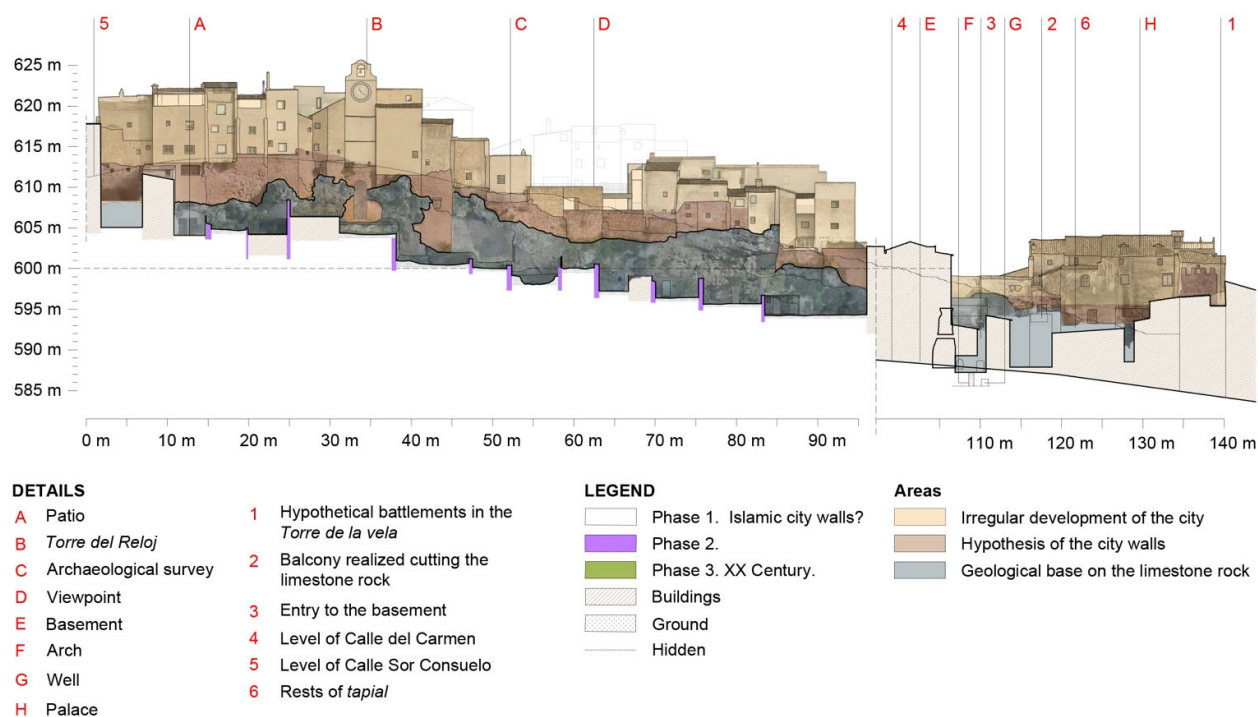 5 A B C D 4 E F 3 G 2 6 H 1
625 m
620 m
615 m
610 m
605 m
600 m
595 m
590 m
585 m
0 m 10 m 20 m 30 m 40 m 50 m 60 m 70 m 80 m 90 m 110 m 120 m 130 m 140 m
DETAILS
A Patio
B Torre del Reloj
C Archaeological survey
D Viewpoint
E Basement
F Arch
G Well
H Palace
1 Hypothetical battlements in the
Torre de la vela
2 Balcony realized cutting the
limestone rock
3 Entry to the basement
4 Level of Calle del Carmen
5 Level of Calle Sor Consuelo
6 Rests of tapial
LEGEND
Phase 1. Islamic city walls?
Phase 2.
Phase 3. XX Century.
Buildings
Ground
Hidden
Areas
Irregular development of the city
Hypothesis of the city walls
Geological base on the limestone rock